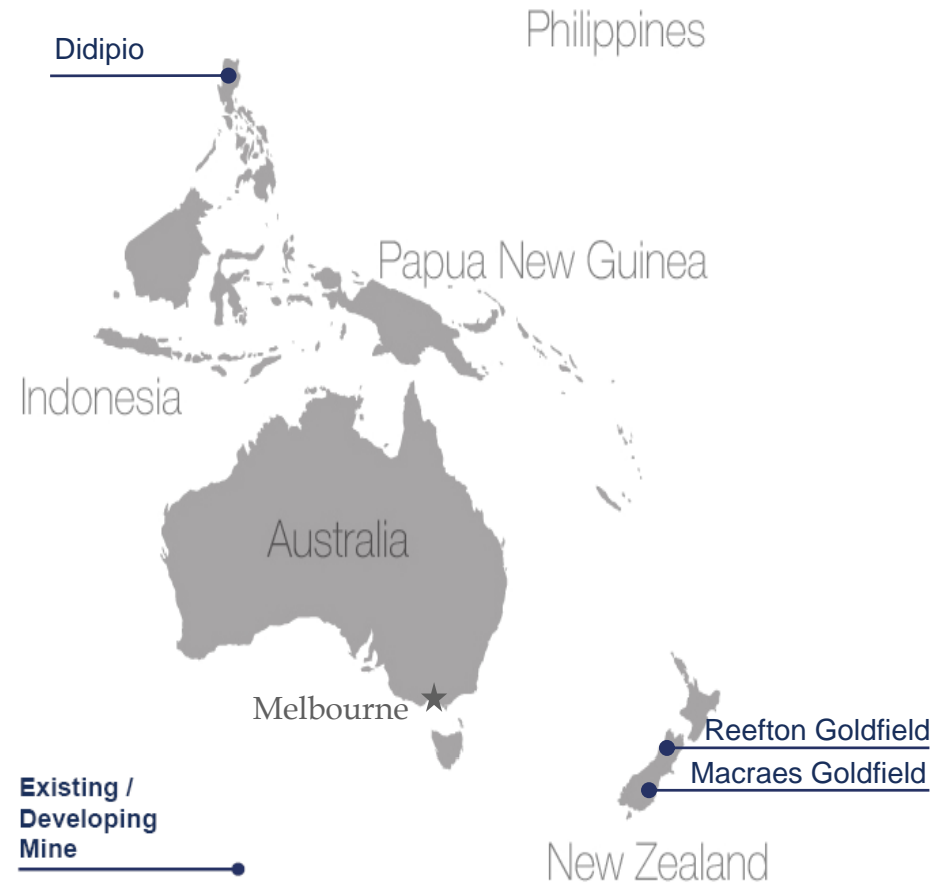 Philippines
Didipio
Papua New Guinea
Indonesia
Australia
Melbourne
Reefton Goldfield
Macraes Goldfield
Existing /
Developing
Mine
New Zealand